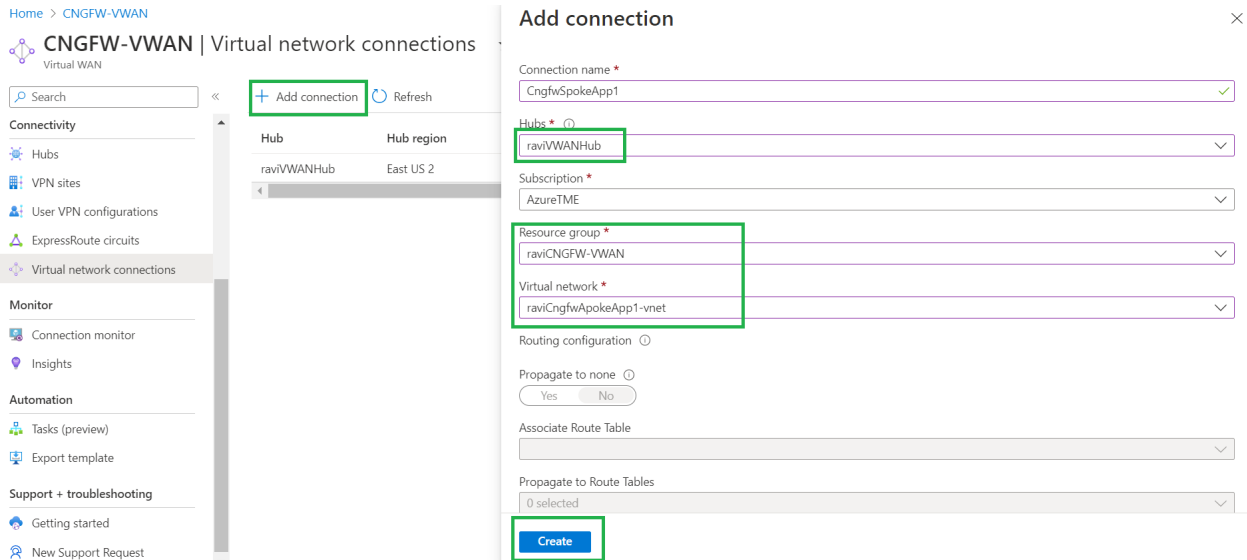 Home > CNGFW-VWAN
CNGFW-VWAN | Virtual network connections
Virtual WAN
Search
«
Connectivity
Hubs
VPN sites
User VPN configurations
ExpressRoute circuits
Virtual network connections
Monitor
Connection monitor
Insights
Automation
Tasks (preview)
Export template
Support + troubleshooting
Getting started
New Support Request
+ Add connection Refresh
Hub Hub region
raviVWANHub East US 2
Add connection
Connection name *
CngfwSpokeApp1
Hubs *
raviVWANHub
Subscription *
AzureTME
Resource group *
raviCNGFW-VWAN
Virtual network *
raviCngfwApokeApp1-vnet
Routing configuration
Propagate to none
Yes No
Associate Route Table
Propagate to Route Tables
0 selected
Create